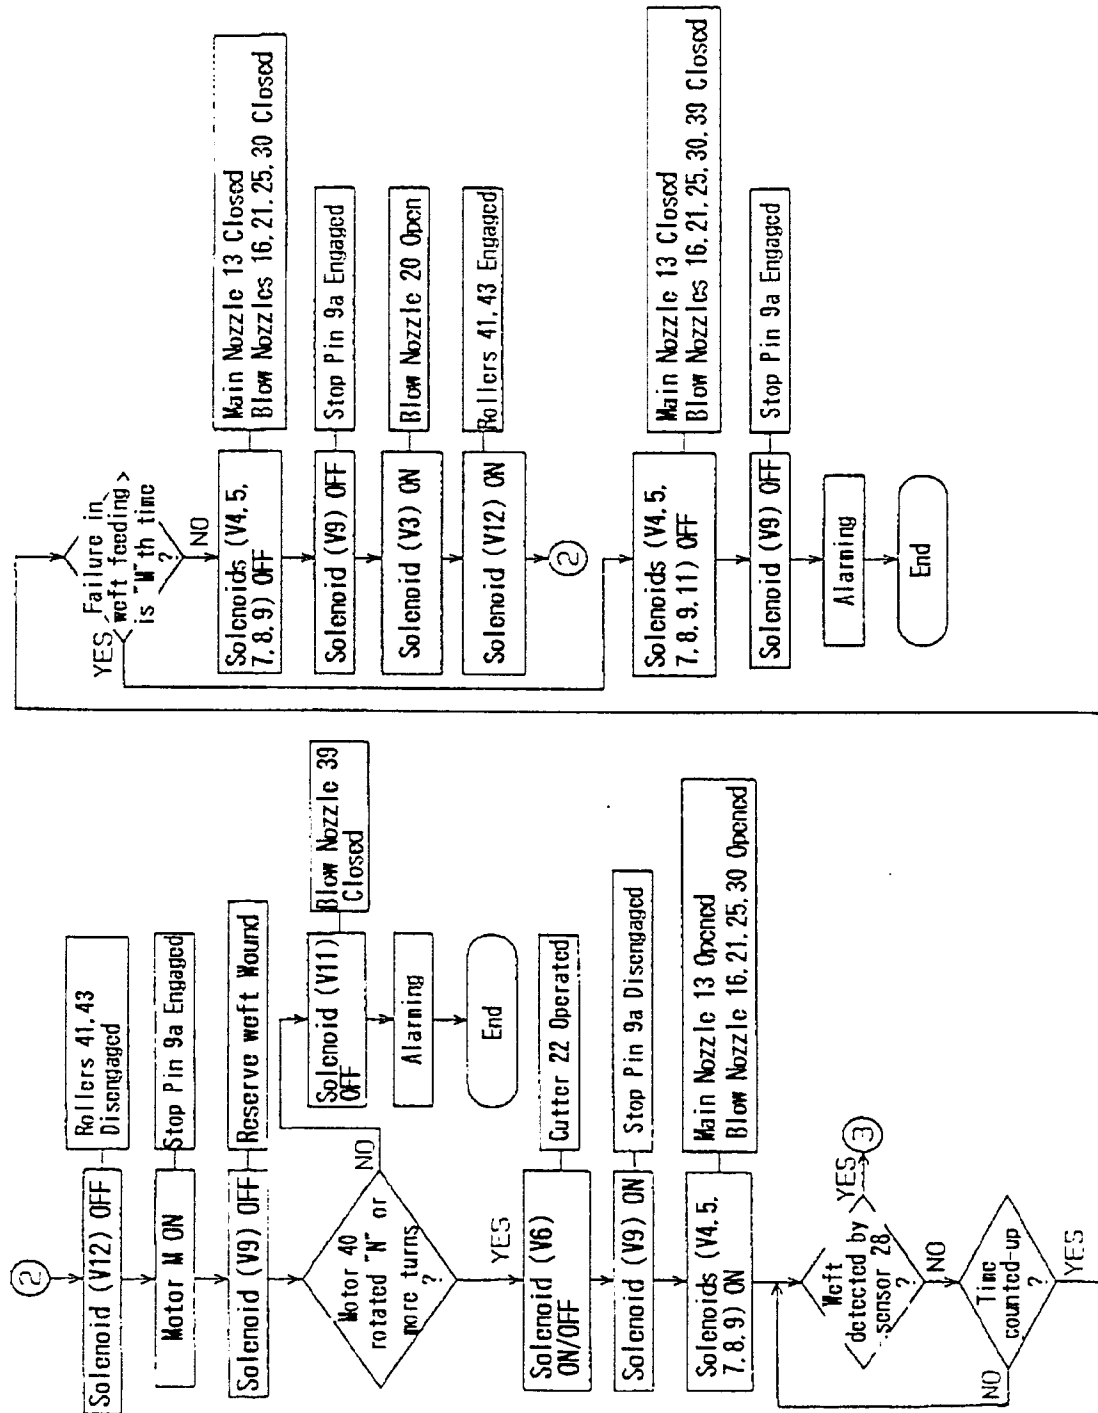 2
Solenoid (V12) OFF
Rollers 41,43
Disengaged
Motor M ON
Stop Pin 9a Engaged
Solenoid (V9) OFF
Reserve weft Wound
Motor 40
rotated "N" or
more turns
?
NO
YES
Solenoid (V11)
OFF
Blow Nozzle 39
Closed
Alarming
End
Solenoid (V6)
ON/OFF
Cutter 22 Operated
Solenoid (V9) ON
Stop Pin 9a Disengaged
Solenoids (V4,5,
7,8,9) ON
Main Nozzle 13 Opened
Blow Nozzle 16,21,25,30 Opened
Weft
detected by
sensor 28
?
YES
3
NO
Time
counted-up
?
NO
YES
Failure in
weft feeding
is "M"th time
?
YES
NO
Solenoids (V4,5,
7,8,9) OFF
Main Nozzle 13 Closed
Blow Nozzles 16,21,25,30 Closed
Solenoid (V9) OFF
Stop Pin 9a Engaged
Solenoid (V3) ON
Blow Nozzle 20 Open
Solenoid (V12) ON
Rollers 41,43 Engaged
2
Solenoids (V4,5,
7,8,9,11) OFF
Main Nozzle 13 Closed
Blow Nozzles 16,21,25,30,39 Closed
Solenoid (V9) OFF
Stop Pin 9a Engaged
Alarming
End